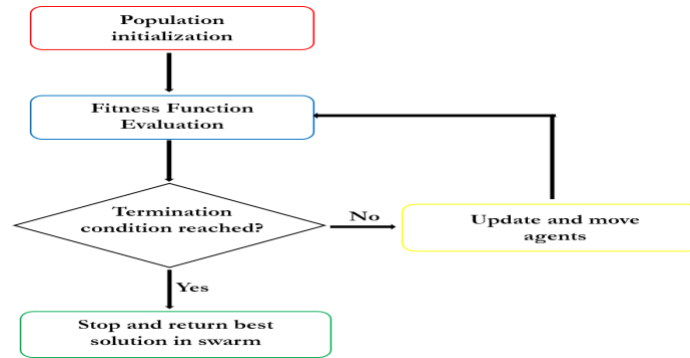 Population
initialization
Fitness Function
Evaluation
Termination
condition reached?
No
Update and move
agents
Yes
Stop and return best
solution in swarm